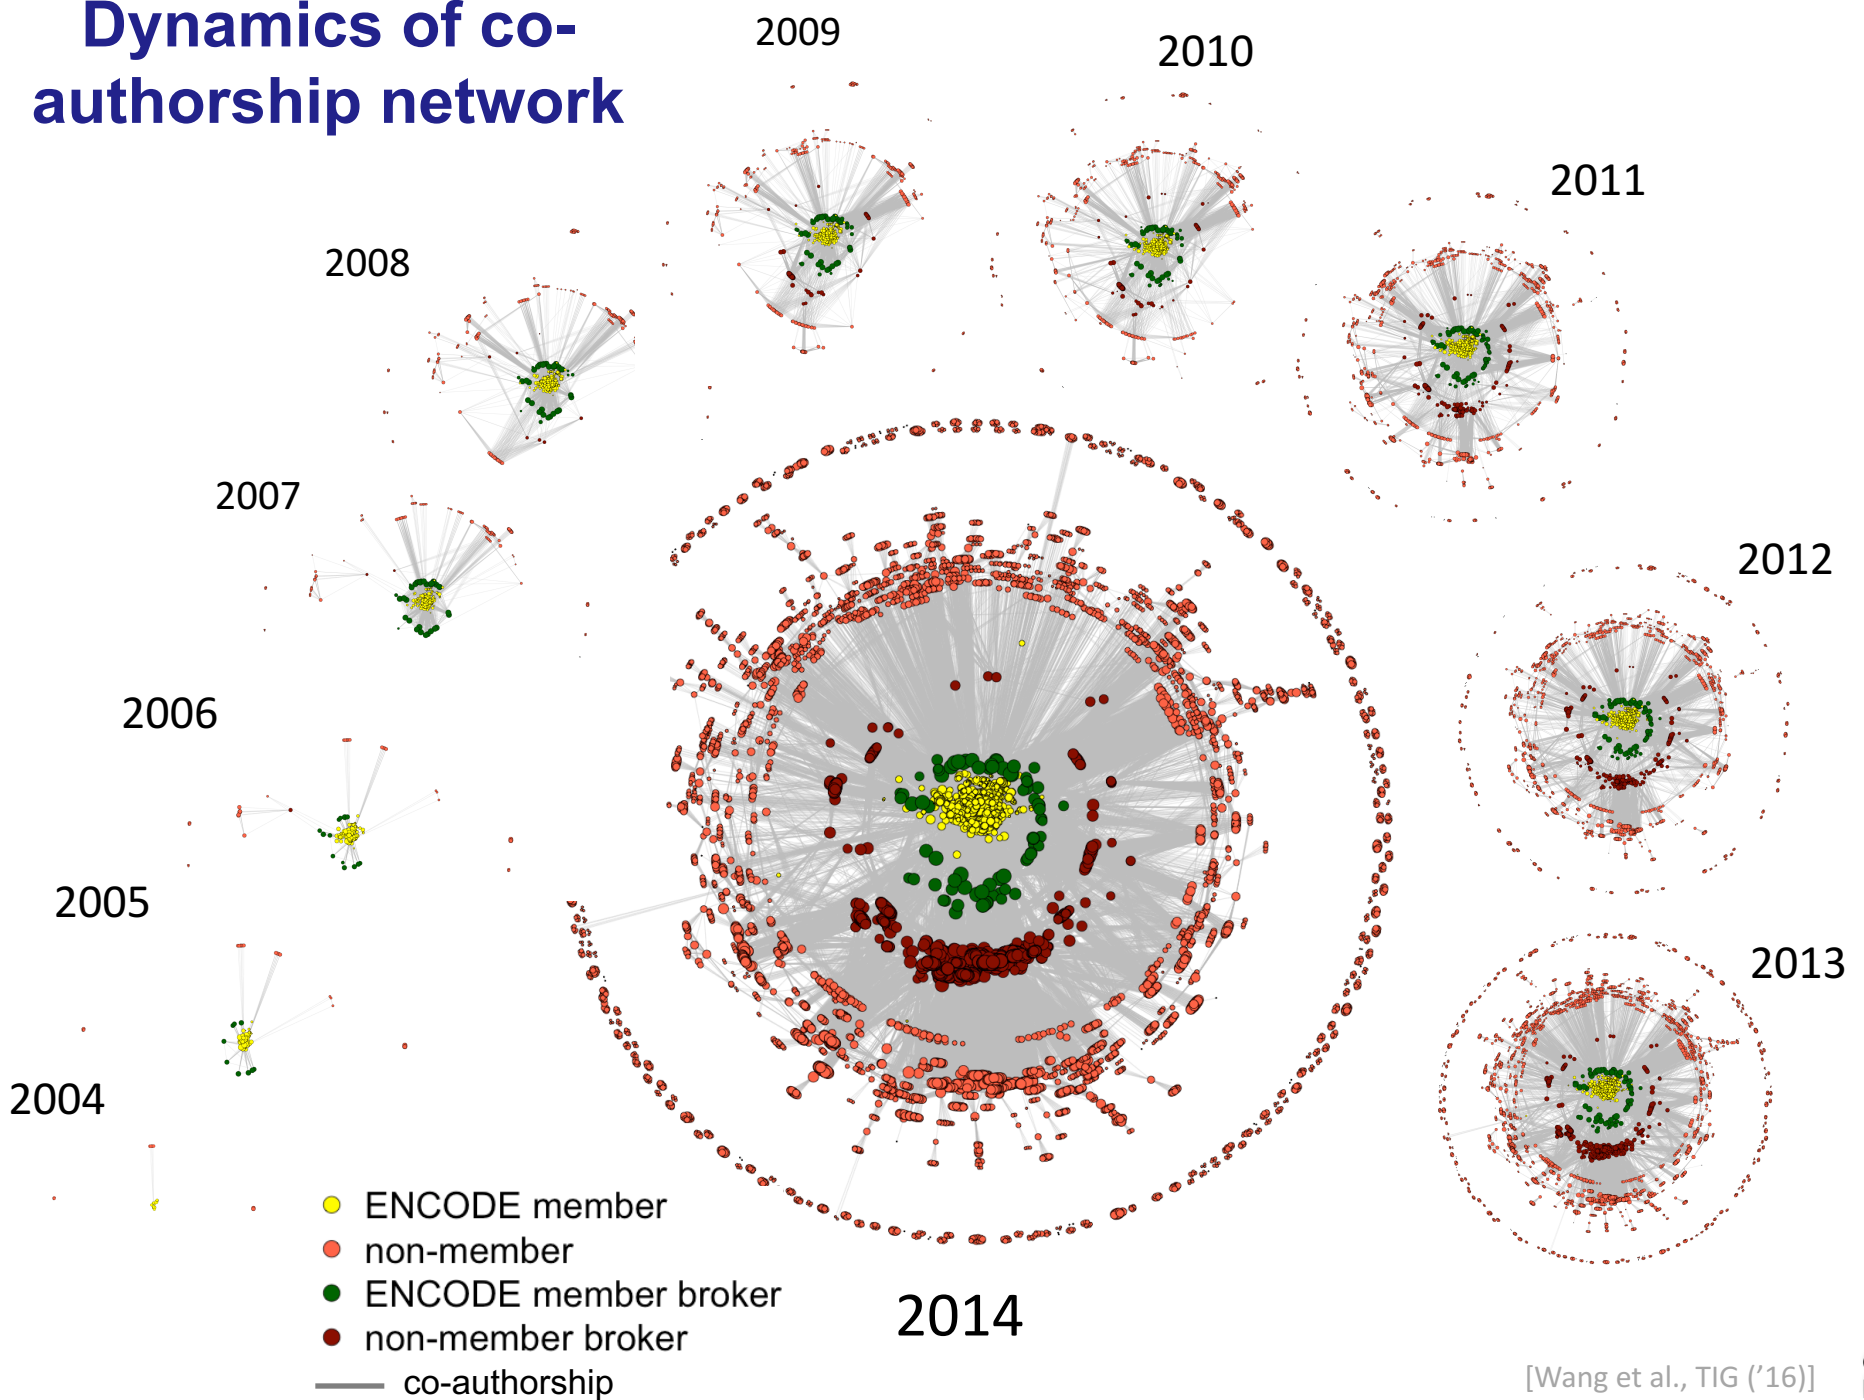 Dynamics of co-
authorship network
2009
2010
2011
2008
2007
2012
2006
2005
2013
2004
ENCODE member
non-member
ENCODE member broker
non-member broker
co-authorship
2014
[Wang et al., TIG (’16)]